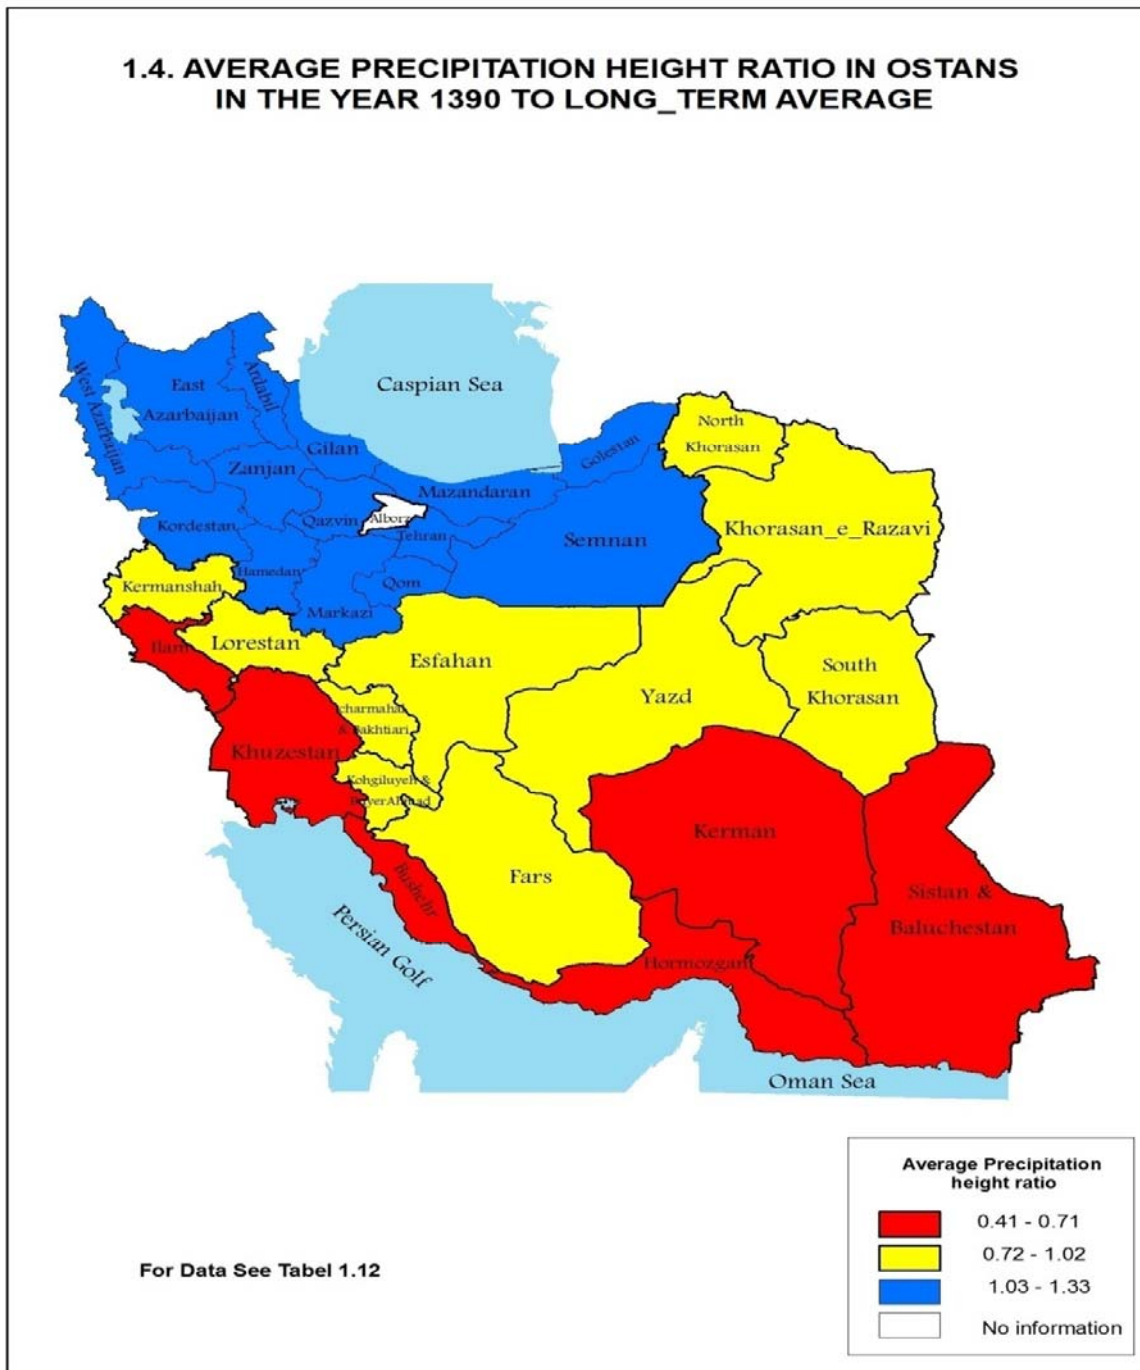 1.4. AVERAGE PRECIPITATION HEIGHT RATIO IN OSTANS
IN THE YEAR 1390 TO LONG_TERM AVERAGE
Caspian Sea
West Azarbaijan
East
Azarbaijan
Ardabil
Gilan
Zanjan
Mazandaran
Golestan
North
Khorasan
Kordestan
Qazvin
Alborz
Tehran
Semnan
Khorasan_e_Razavi
Kermanshah
Hamedan
Qom
Markazi
Ilam
Lorestan
Esfahan
Yazd
South
Khorasan
Khuzestan
charmahal
& Bakhtiari
Kohgiluyeh &
BoyerAhmad
Kerman
Fars
Bushehr
Sistan &
Baluchestan
Persian Golf
Hormozgan
Oman Sea
Average Precipitation
height ratio
0.41 - 0.71
0.72 - 1.02
1.03 - 1.33
No information
For Data See Tabel 1.12